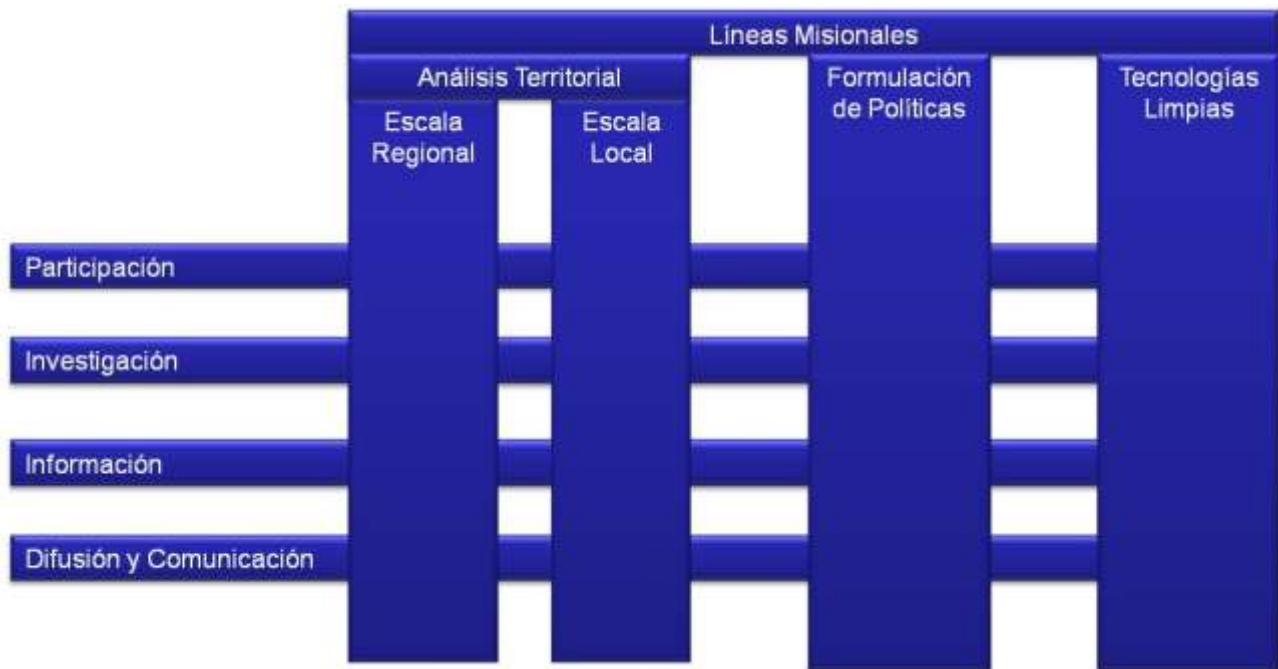 Líneas Misionales
Análisis Territorial
Formulación
de Políticas
Tecnologías
Limpias
Escala
Regional
Escala
Local
Participación
Investigación
Información
Difusión y Comunicación